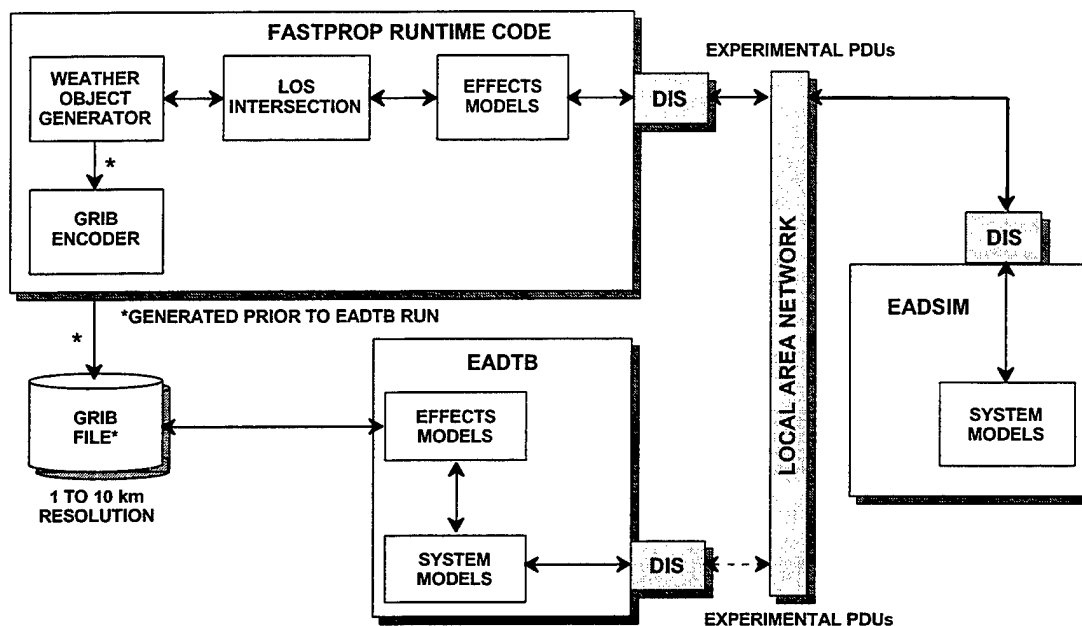 FASTPROP RUNTIME CODE
EXPERIMENTAL PDUs
WEATHER
OBJECT
GENERATOR
LOS
INTERSECTION
EFFECTS
MODELS
DIS
*
GRIB
ENCODER
LOCAL AREA NETWORK
DIS
*GENERATED PRIOR TO EADTB RUN
*
EADSIM
EADTB
GRIB
FILE*
EFFECTS
MODELS
SYSTEM
MODELS
1 TO 10 km
RESOLUTION
SYSTEM
MODELS
DIS
EXPERIMENTAL PDUs